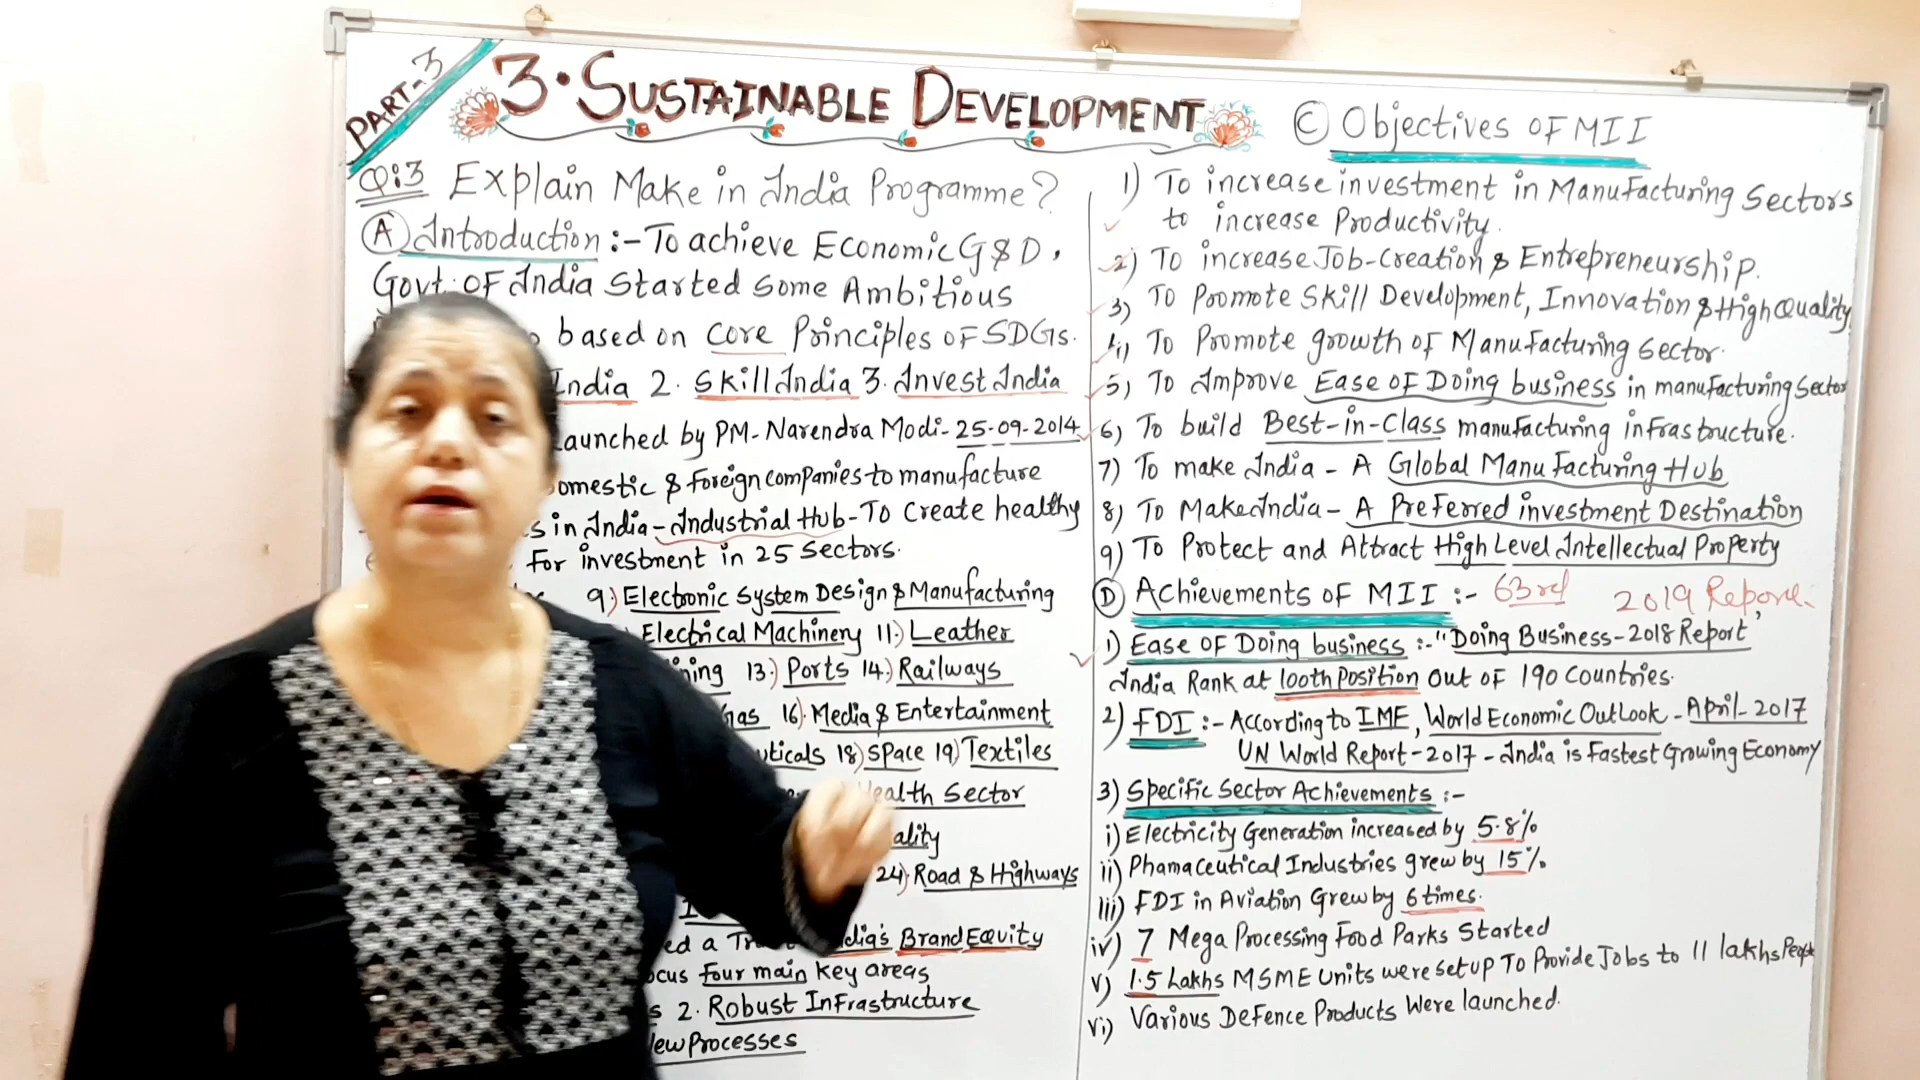 PART-3
3. SUSTAINABLE DEVELOPMENT
Q:3 Explain Make in India Programme?
(A) Introduction :- To achieve Economic G&D,
Govt. OF India Started Some Ambitious
based on Core Principles OF SDGs.
India 2. Skill India 3. Invest India
Launched by PM-Narendra Modi-25-09-2014
omestic & Foreign companies to manufacture
s in India-Industrial Hub-To Create healthy
For investment in 25 Sectors.
9.) Electronic System Design & Manufacturing
Electrical Machinery 11.) Leather
ning 13.) Ports 14.) Railways
Gas 16.) Media & Entertainment
uticals 18.) Space 19.) Textiles
Health Sector
ality
24.) Road & Highways
ed a Tr dia's Brand Equity
ocus four main key areas
s 2. Robust Infrastructure
New Processes
(C) Objectives OF MII
1) To increase investment in Manufacturing Sectors
to increase Productivity.
2) To increase Job-Creation & Entrepreneurship.
3) To Promote Skill Development, Innovation & High Quality
4) To Promote growth of Manufacturing Sector.
5) To Improve Ease OF Doing business in manufacturing Sector
6) To build Best-in-Class manufacturing infrastructure.
7) To make India - A Global Manufacturing Hub
8) To Make India - A Preferred investment Destination
9) To Protect and Attract High Level Intellectual Property
(D) Achievements OF MII :- 63rd 2019 Report.
1) Ease OF Doing business :- "Doing Business-2018 Report"
India Rank at 100th Position Out OF 190 Countries.
2) FDI :- According to IMF, World Economic Outlook - April-2017
UN World Report-2017 - India is Fastest Growing Economy
3) Specific Sector Achievements :-
i) Electricity Generation increased by 5.8%
ii) Phamaceutical Industries grew by 15%
iii) FDI in Aviation Grew by 6 times.
iv) 7 Mega Processing Food Parks Started
v) 1.5 Lakhs MSME Units were set up To Provide Jobs to 11 lakhs People
vi) Various Defence Products Were launched.